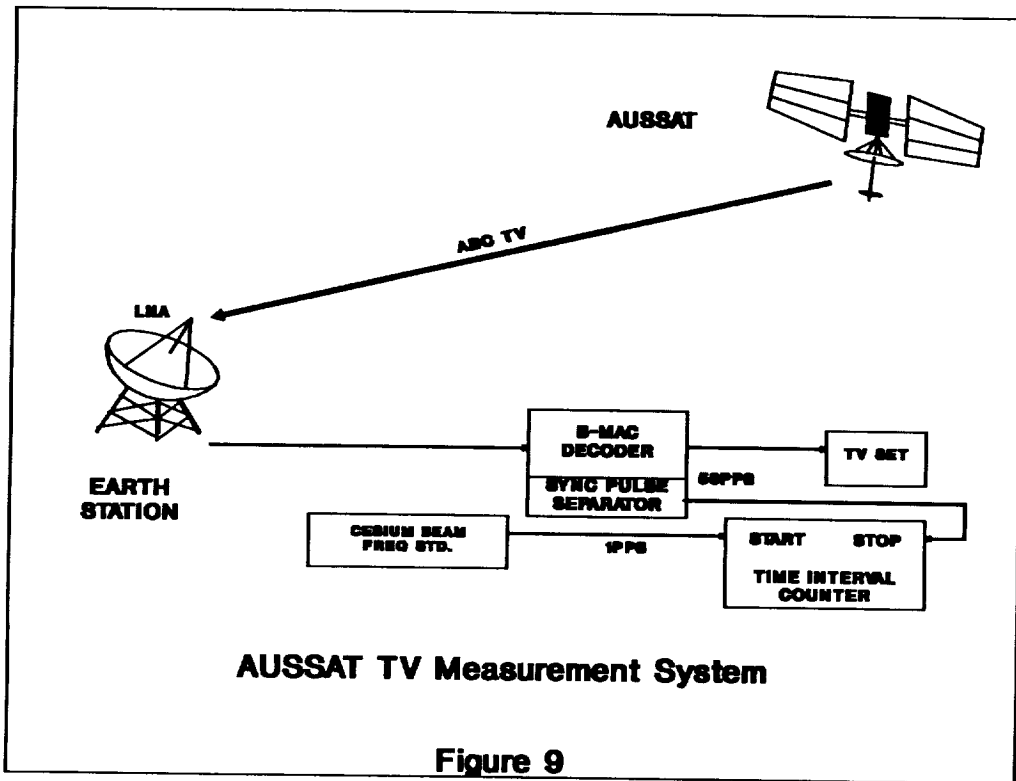 AUSSAT
ABC TV
LNA
EARTH
STATION
B-MAC
DECODER
SYNC PULSE
SEPARATOR
TV SET
50PPS
CESIUM BEAM
FREQ STD.
1PPS
START STOP
TIME INTERVAL
COUNTER
AUSSAT TV Measurement System
Figure 9